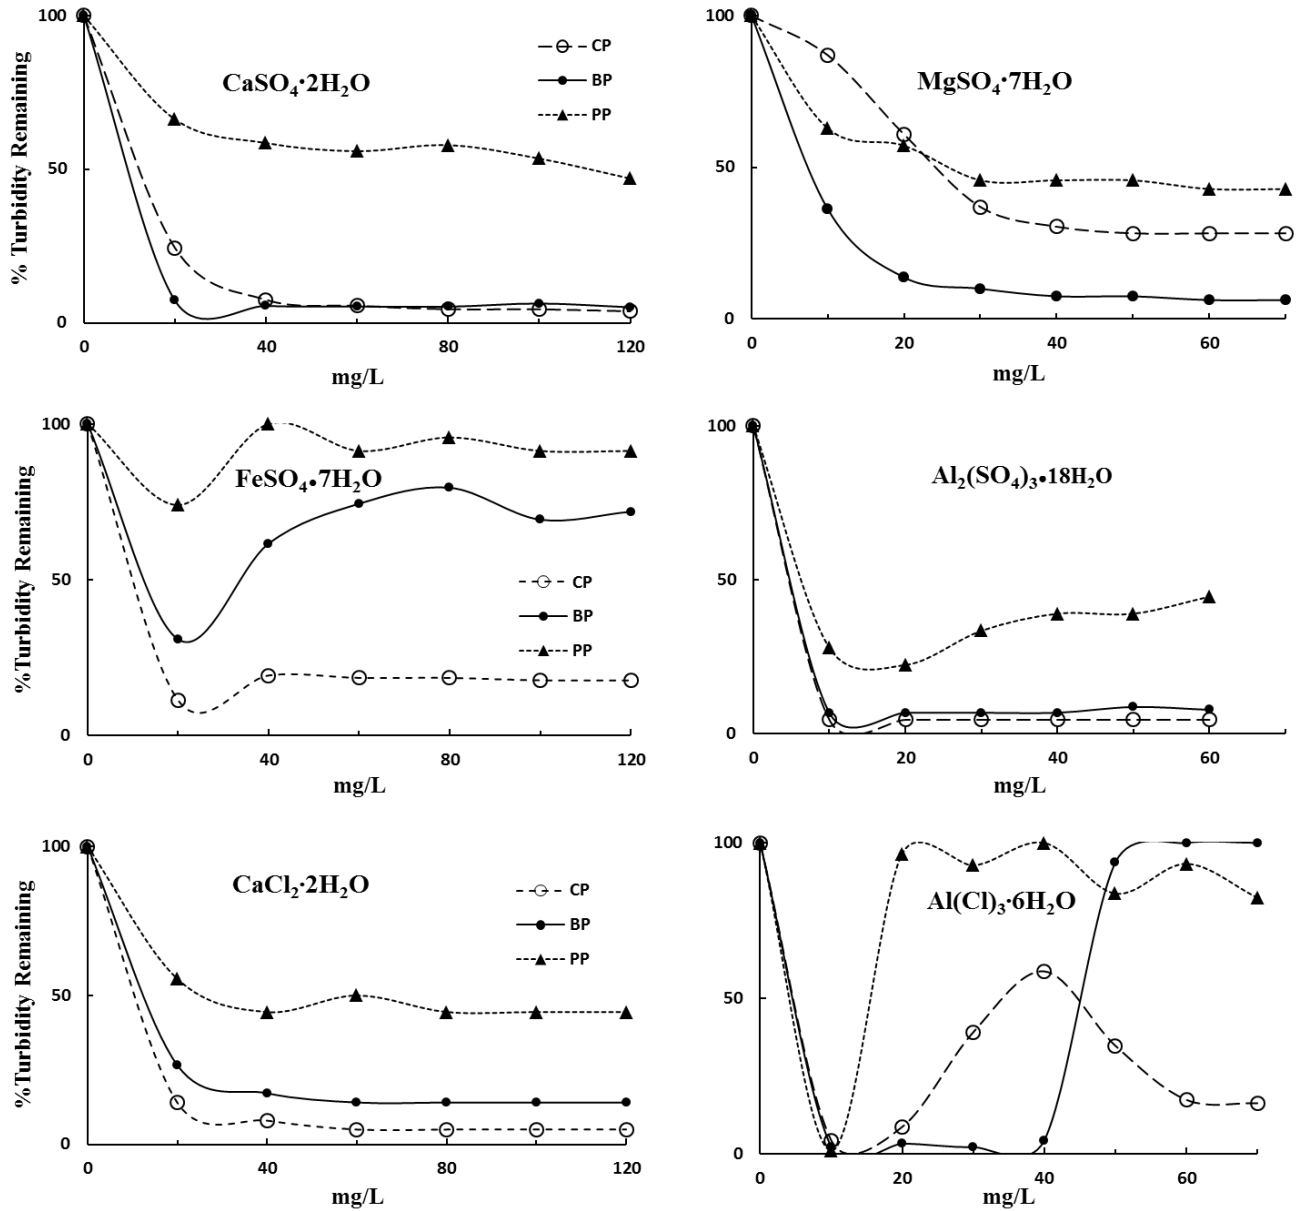 % Turbidity Remaining
100
50
0
CaSO₄·2H₂O
CP
BP
PP
0 40 80 120
mg/L
100
50
0
MgSO₄·7H₂O
0 20 40 60
mg/L
%Turbidity Remaining
100
50
0
FeSO₄•7H₂O
CP
BP
PP
0 40 80 120
mg/L
100
50
0
Al₂(SO₄)₃•18H₂O
0 20 40 60
mg/L
%Turbidity Remaining
100
50
0
CaCl₂·2H₂O
CP
BP
PP
0 40 80 120
mg/L
100
50
0
Al(Cl)₃·6H₂O
0 20 40 60
mg/L